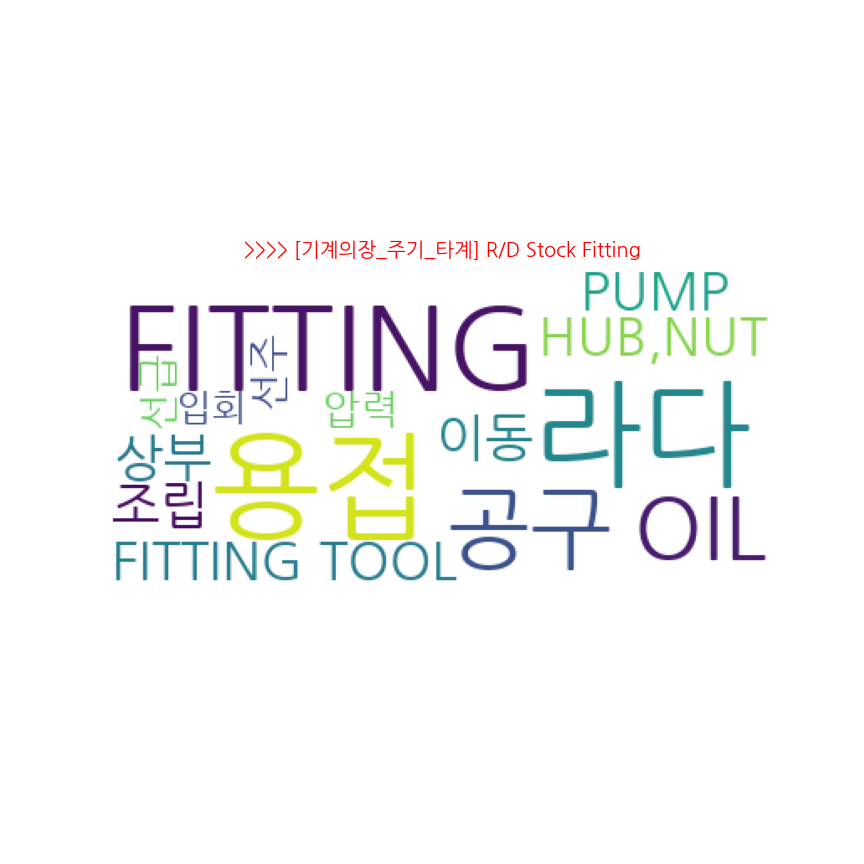 >>>> [기계의장_주기_타계] R/D Stock Fitting
PUMP
FITTING
HUB,NUT
선주
선급
입회
압력
라다
이동
상부
용접
조립
공구
OIL
FITTING TOOL